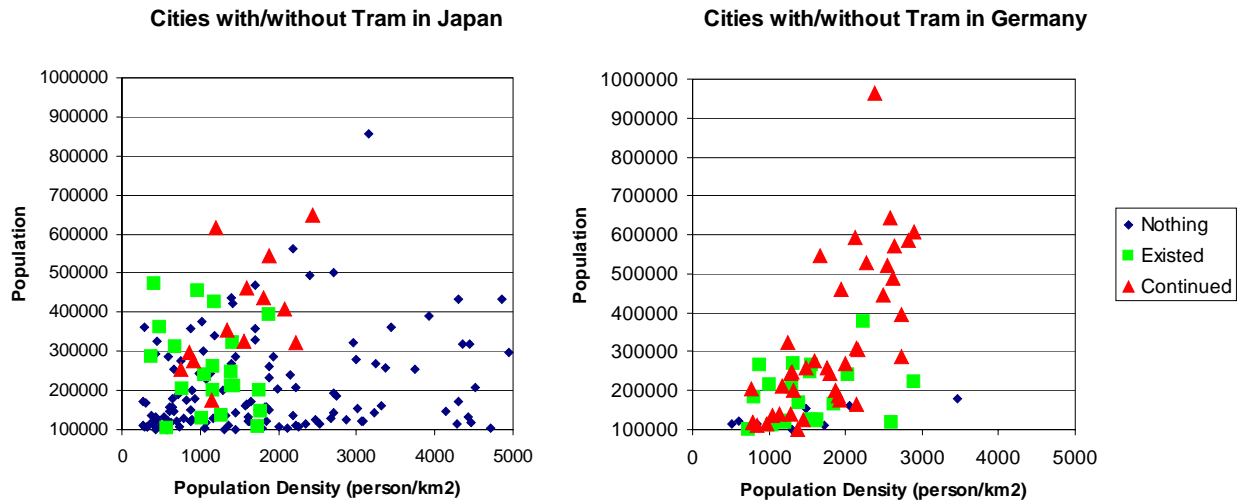 Cities with/without Tram in Japan
1000000
900000
800000
700000
600000
500000
400000
300000
200000
100000
Population
0 1000 2000 3000 4000 5000
Population Density (person/km2)
Cities with/without Tram in Germany
1000000
900000
800000
700000
600000
500000
400000
300000
200000
100000
Population
0 1000 2000 3000 4000 5000
Population Density (person/km2)
Nothing
Existed
Continued